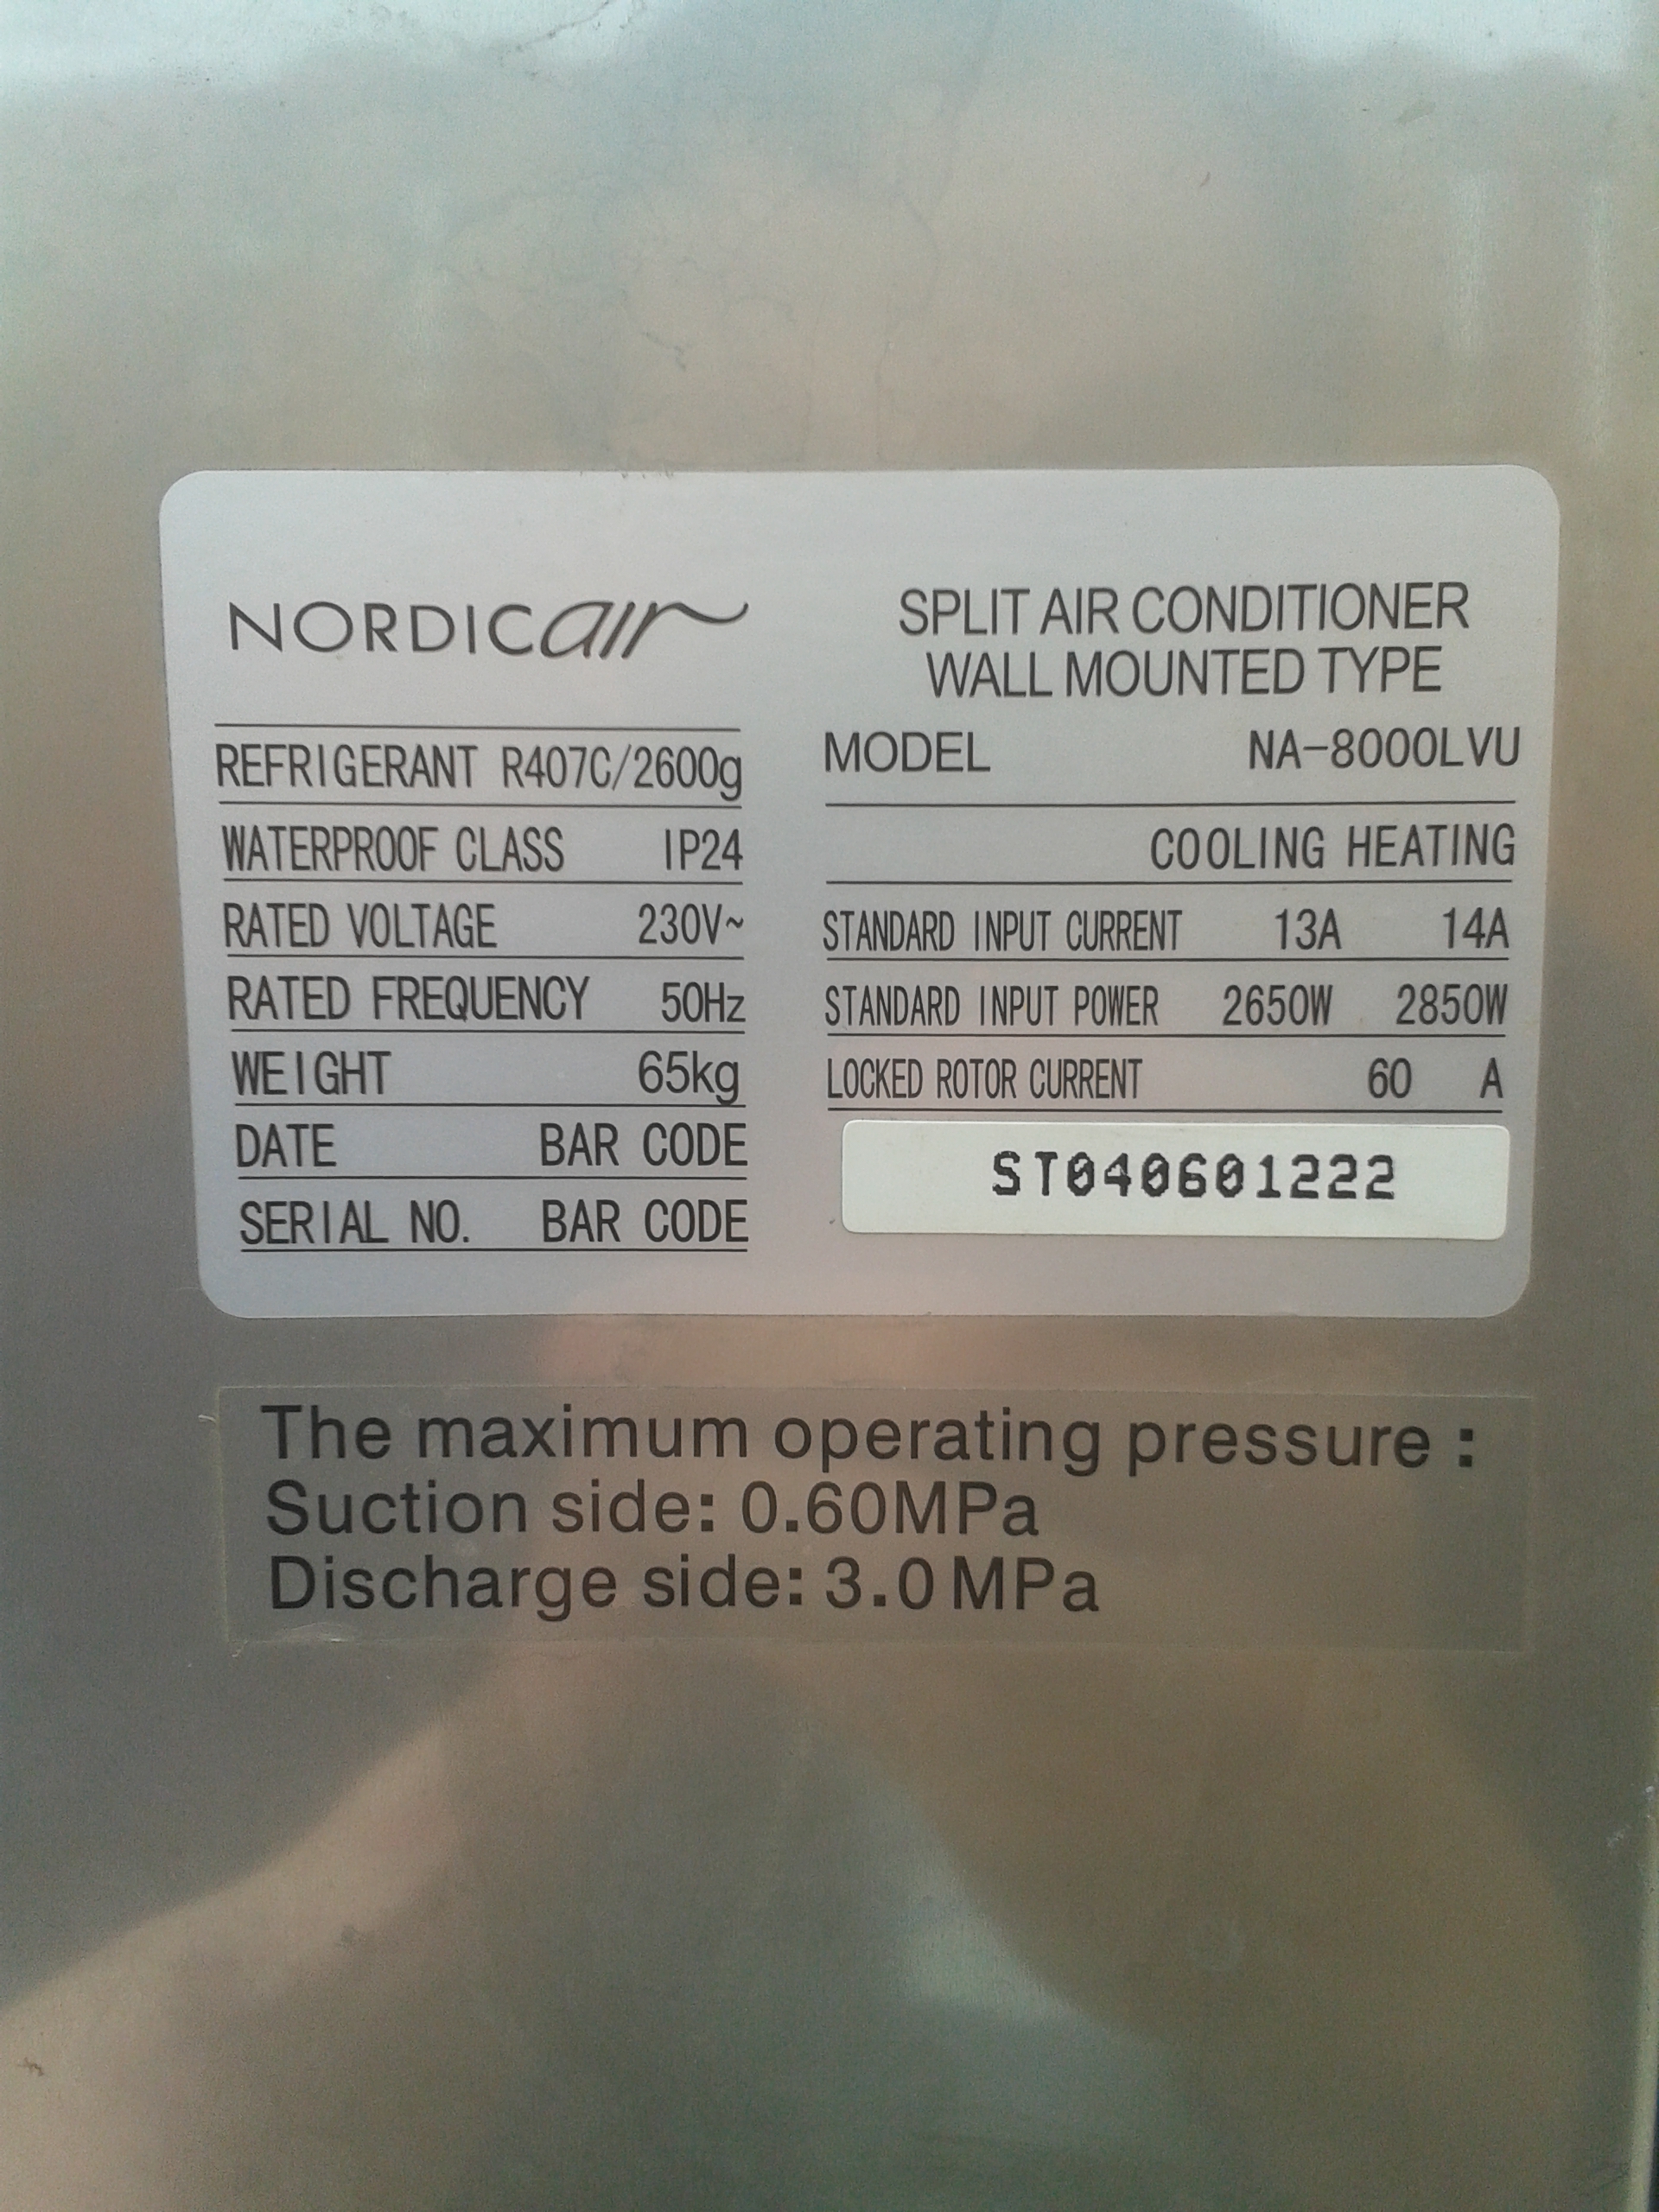 NORDICair
REFRIGERANT R407C/2600g
WATERPROOF CLASS IP24
RATED VOLTAGE 230V~
RATED FREQUENCY 50Hz
WEIGHT 65kg
DATE BAR CODE
SERIAL NO. BAR CODE
SPLIT AIR CONDITIONER
WALL MOUNTED TYPE
MODEL NA-8000LVU
COOLING HEATING
STANDARD INPUT CURRENT 13A 14A
STANDARD INPUT POWER 2650W 2850W
LOCKED ROTOR CURRENT 60 A
ST040601222
The maximum operating pressure :
Suction side: 0.60MPa
Discharge side: 3.0MPa